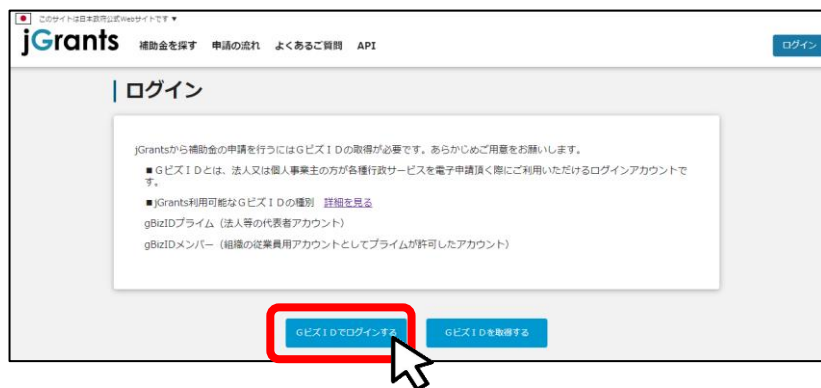 このサイトは日本政府公式Webサイトです ▼
jGrants 補助金を探す 申請の流れ よくあるご質問 API ログイン
ログイン
jGrantsから補助金の申請を行うにはGビズIDの取得が必要です。あらかじめご用意をお願いします。
■GビズIDとは、法人又は個人事業主の方が各種行政サービスを電子申請頂く際にご利用いただけるログインアカウントで
す。
■jGrants利用可能なGビズIDの種別 詳細を見る
gBizIDプライム（法人等の代表者アカウント）
gBizIDメンバー（組織の従業員用アカウントとしてプライムが許可したアカウント）
GビズIDでログインする GビズIDを取得する